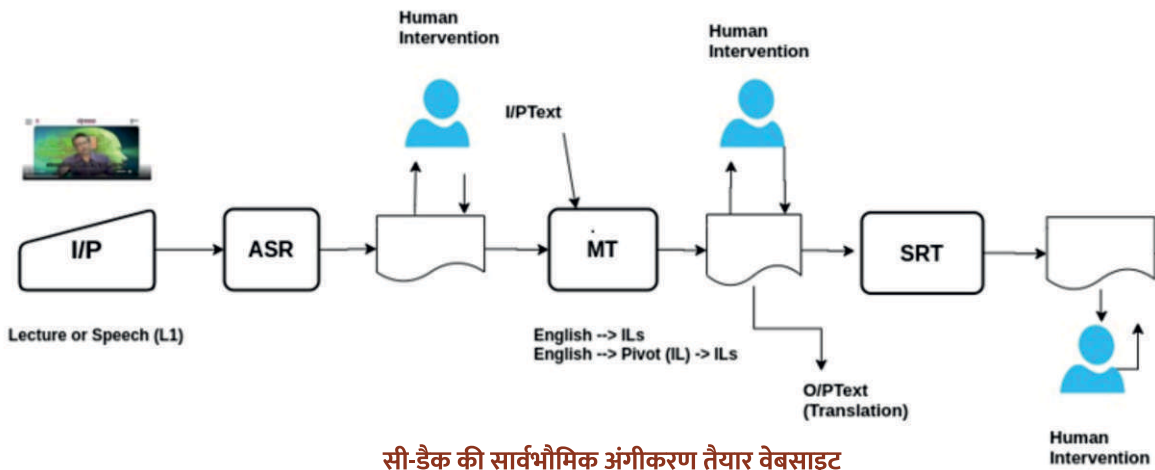 Human
Intervention
Human
Intervention
I/PText
I/P
ASR
MT
SRT
Lecture or Speech (L1)
English --> ILs
English --> Pivot (IL) -> ILs
O/PText
(Translation)
Human
Intervention
सी-डैक की सार्वभौमिक अंगीकरण तैयार वेबसाइट